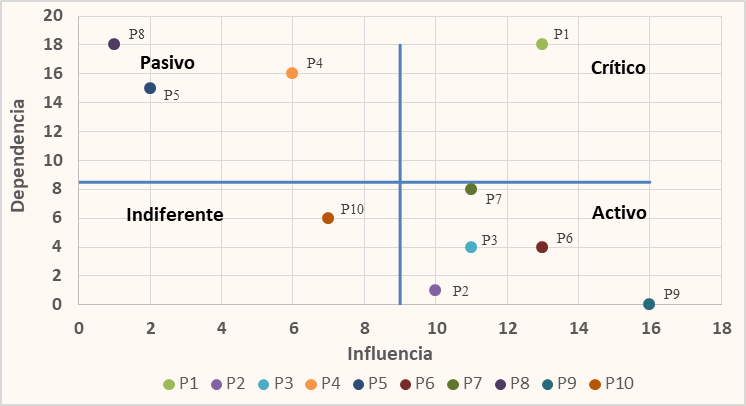 20
18
16
14
12
10
8
6
4
2
0
Dependencia
P8
P1
Pasivo
P4
Crítico
P5
P7
Indiferente
P10
Activo
P3
P6
P2
P9
0 2 4 6 8 10 12 14 16 18
Influencia
P1 P2 P3 P4 P5 P6 P7 P8 P9 P10